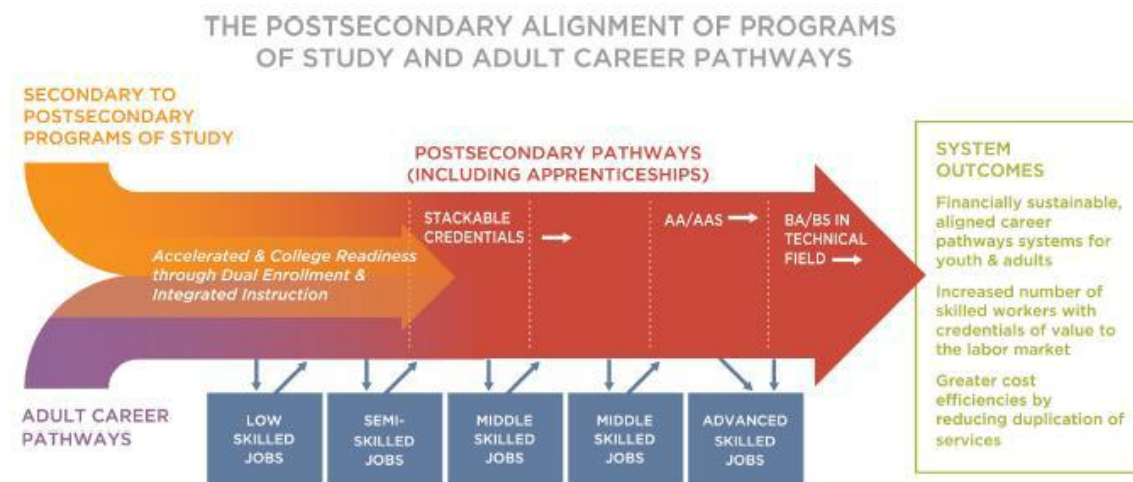 THE POSTSECONDARY ALIGNMENT OF PROGRAMS
OF STUDY AND ADULT CAREER PATHWAYS
SECONDARY TO
POSTSECONDARY
PROGRAMS OF STUDY
POSTSECONDARY PATHWAYS
(INCLUDING APPRENTICESHIPS)
STACKABLE
CREDENTIALS
AA/AAS
BA/BS IN
TECHNICAL
FIELD
Accelerated & College Readiness
through Dual Enrollment &
Integrated Instruction
ADULT CAREER
PATHWAYS
LOW
SKILLED
JOBS
SEMI-
SKILLED
JOBS
MIDDLE
SKILLED
JOBS
MIDDLE
SKILLED
JOBS
ADVANCED
SKILLED
JOBS
SYSTEM
OUTCOMES
Financially sustainable,
aligned career
pathways systems for
youth & adults
Increased number of
skilled workers with
credentials of value to
the labor market
Greater cost
efficiencies by
reducing duplication of
services